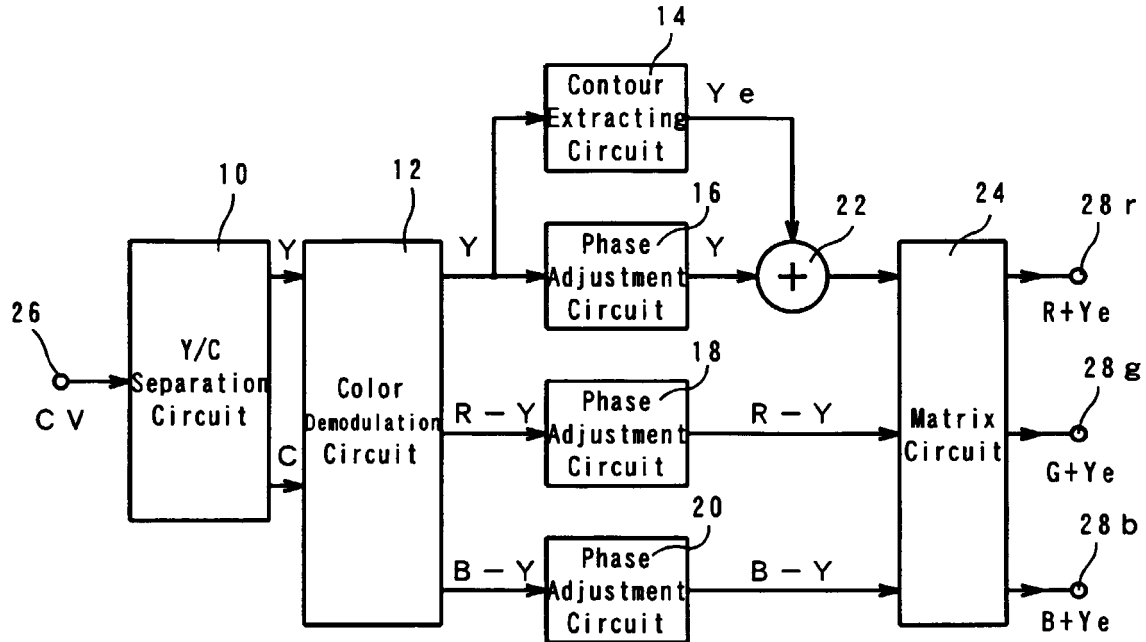 14
Contour
Extracting
Circuit
Ye
10
12
16
22
24
28r
Y
Y
Phase
Adjustment
Circuit
Y
+
R+Ye
26
CV
Y/C
Separation
Circuit
C
Color
Demodulation
Circuit
18
R-Y
Phase
Adjustment
Circuit
R-Y
Matrix
Circuit
28g
G+Ye
20
B-Y
Phase
Adjustment
Circuit
B-Y
28b
B+Ye